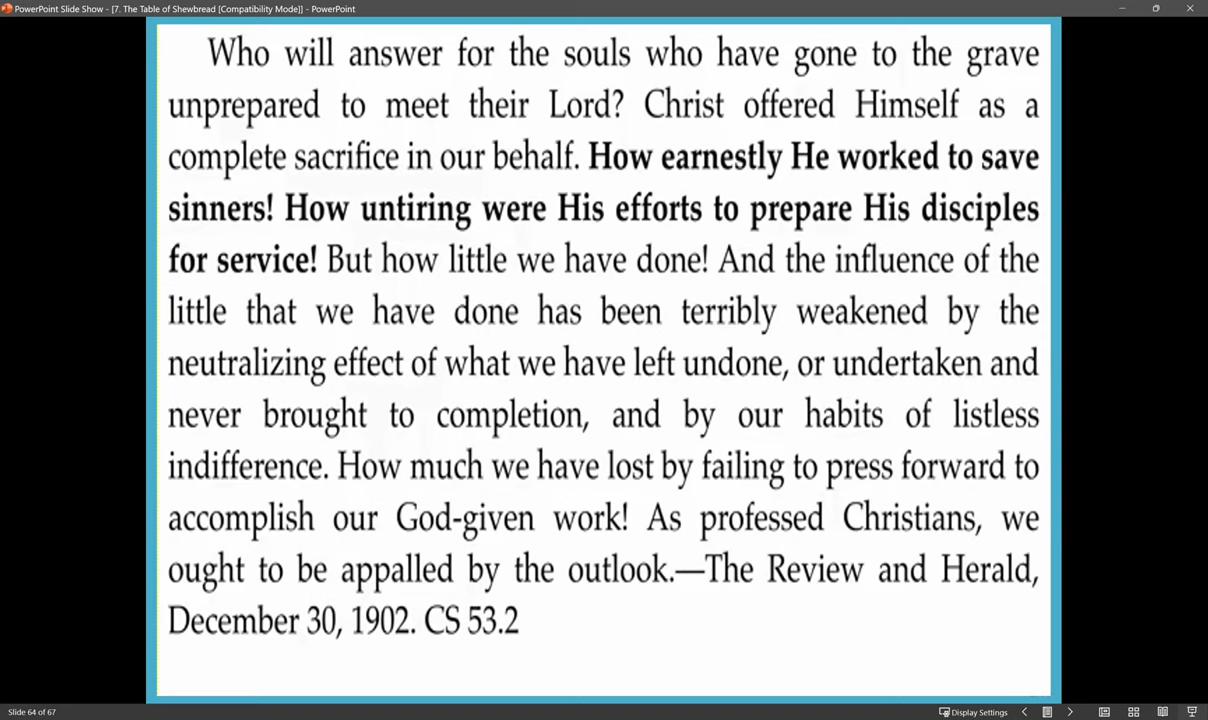 PowerPoint Slide Show - [7. The Table of Shewbread [Compatibility Mode]] - PowerPoint
Who will answer for the souls who have gone to the grave
unprepared to meet their Lord? Christ offered Himself as a
complete sacrifice in our behalf. How earnestly He worked to save
sinners! How untiring were His efforts to prepare His disciples
for service! But how little we have done! And the influence of the
little that we have done has been terribly weakened by the
neutralizing effect of what we have left undone, or undertaken and
never brought to completion, and by our habits of listless
indifference. How much we have lost by failing to press forward to
accomplish our God-given work! As professed Christians, we
ought to be appalled by the outlook.—The Review and Herald,
December 30, 1902. CS 53.2
Slide 64 of 67
Display Settings